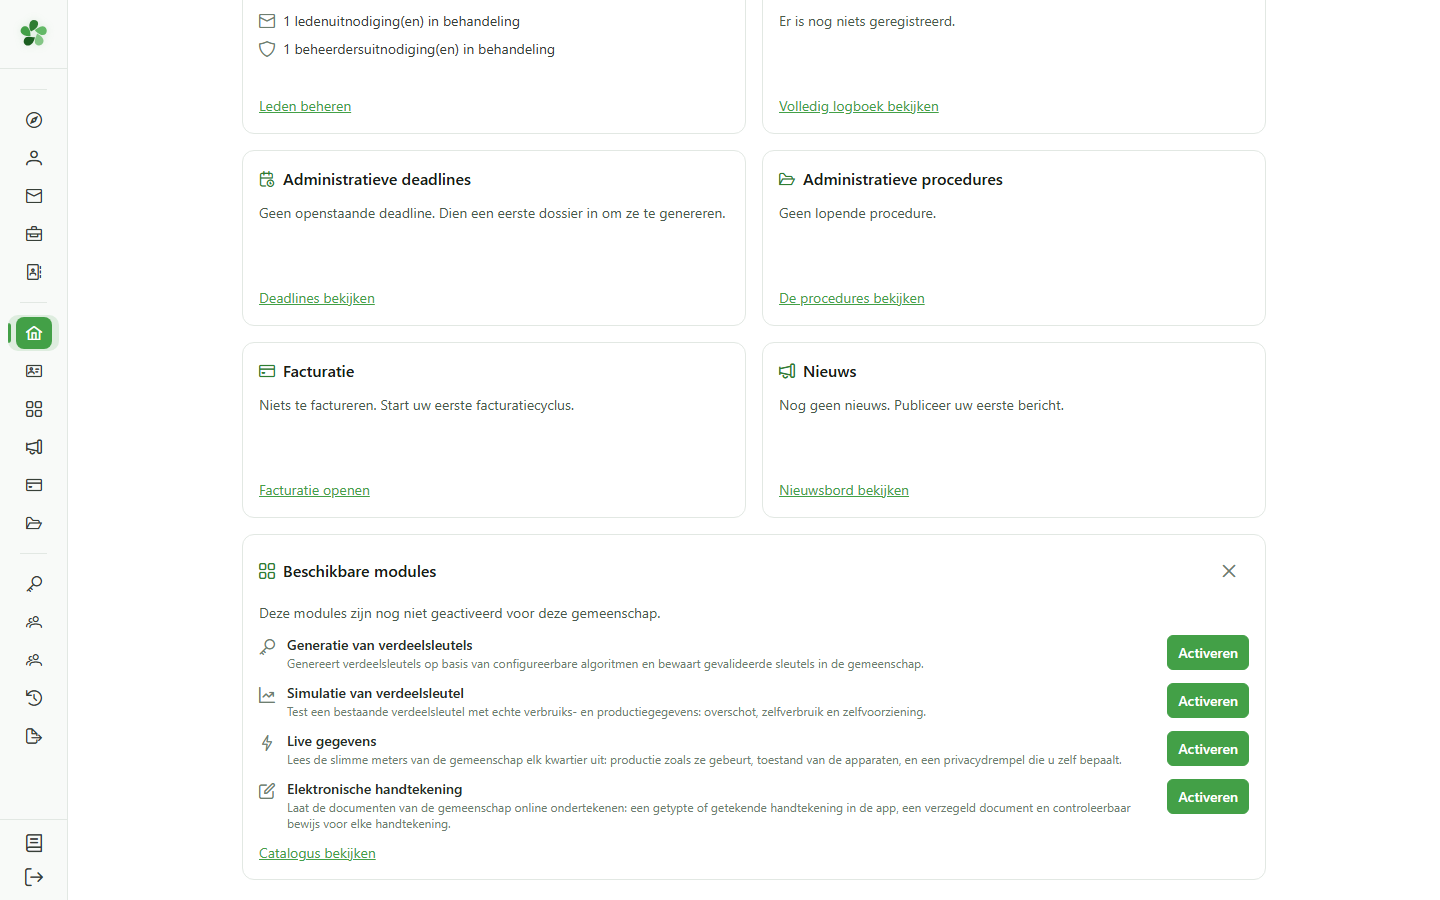 1 ledenuitnodiging(en) in behandeling
1 beheerdersuitnodiging(en) in behandeling
Leden beheren
Er is nog niets geregistreerd.
Volledig logboek bekijken
Administratieve deadlines
Geen openstaande deadline. Dien een eerste dossier in om ze te genereren.
Deadlines bekijken
Administratieve procedures
Geen lopende procedure.
De procedures bekijken
Facturatie
Niets te factureren. Start uw eerste facturatiecyclus.
Facturatie openen
Nieuws
Nog geen nieuws. Publiceer uw eerste bericht.
Nieuwsbord bekijken
Beschikbare modules
Deze modules zijn nog niet geactiveerd voor deze gemeenschap.
Generatie van verdeelsleutels
Genereert verdeelsleutels op basis van configureerbare algoritmen en bewaart gevalideerde sleutels in de gemeenschap.
Activeren
Simulatie van verdeelsleutel
Test een bestaande verdeelsleutel met echte verbruiks- en productiegegevens: overschot, zelfverbruik en zelfvoorziening.
Activeren
Live gegevens
Lees de slimme meters van de gemeenschap elk kwartier uit: productie zoals ze gebeurt, toestand van de apparaten, en een privacydrempel die u zelf bepaalt.
Activeren
Elektronische handtekening
Laat de documenten van de gemeenschap online ondertekenen: een getypte of getekende handtekening in de app, een verzegeld document en controleerbaar
bewijs voor elke handtekening.
Activeren
Catalogus bekijken